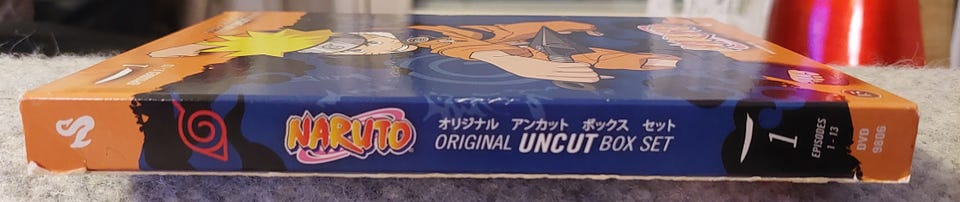 NARUTO
オリジナル アンカット ボックス セット
ORIGINAL UNCUT BOX SET
一
1
EPISODES
1 - 13
DVD
9806